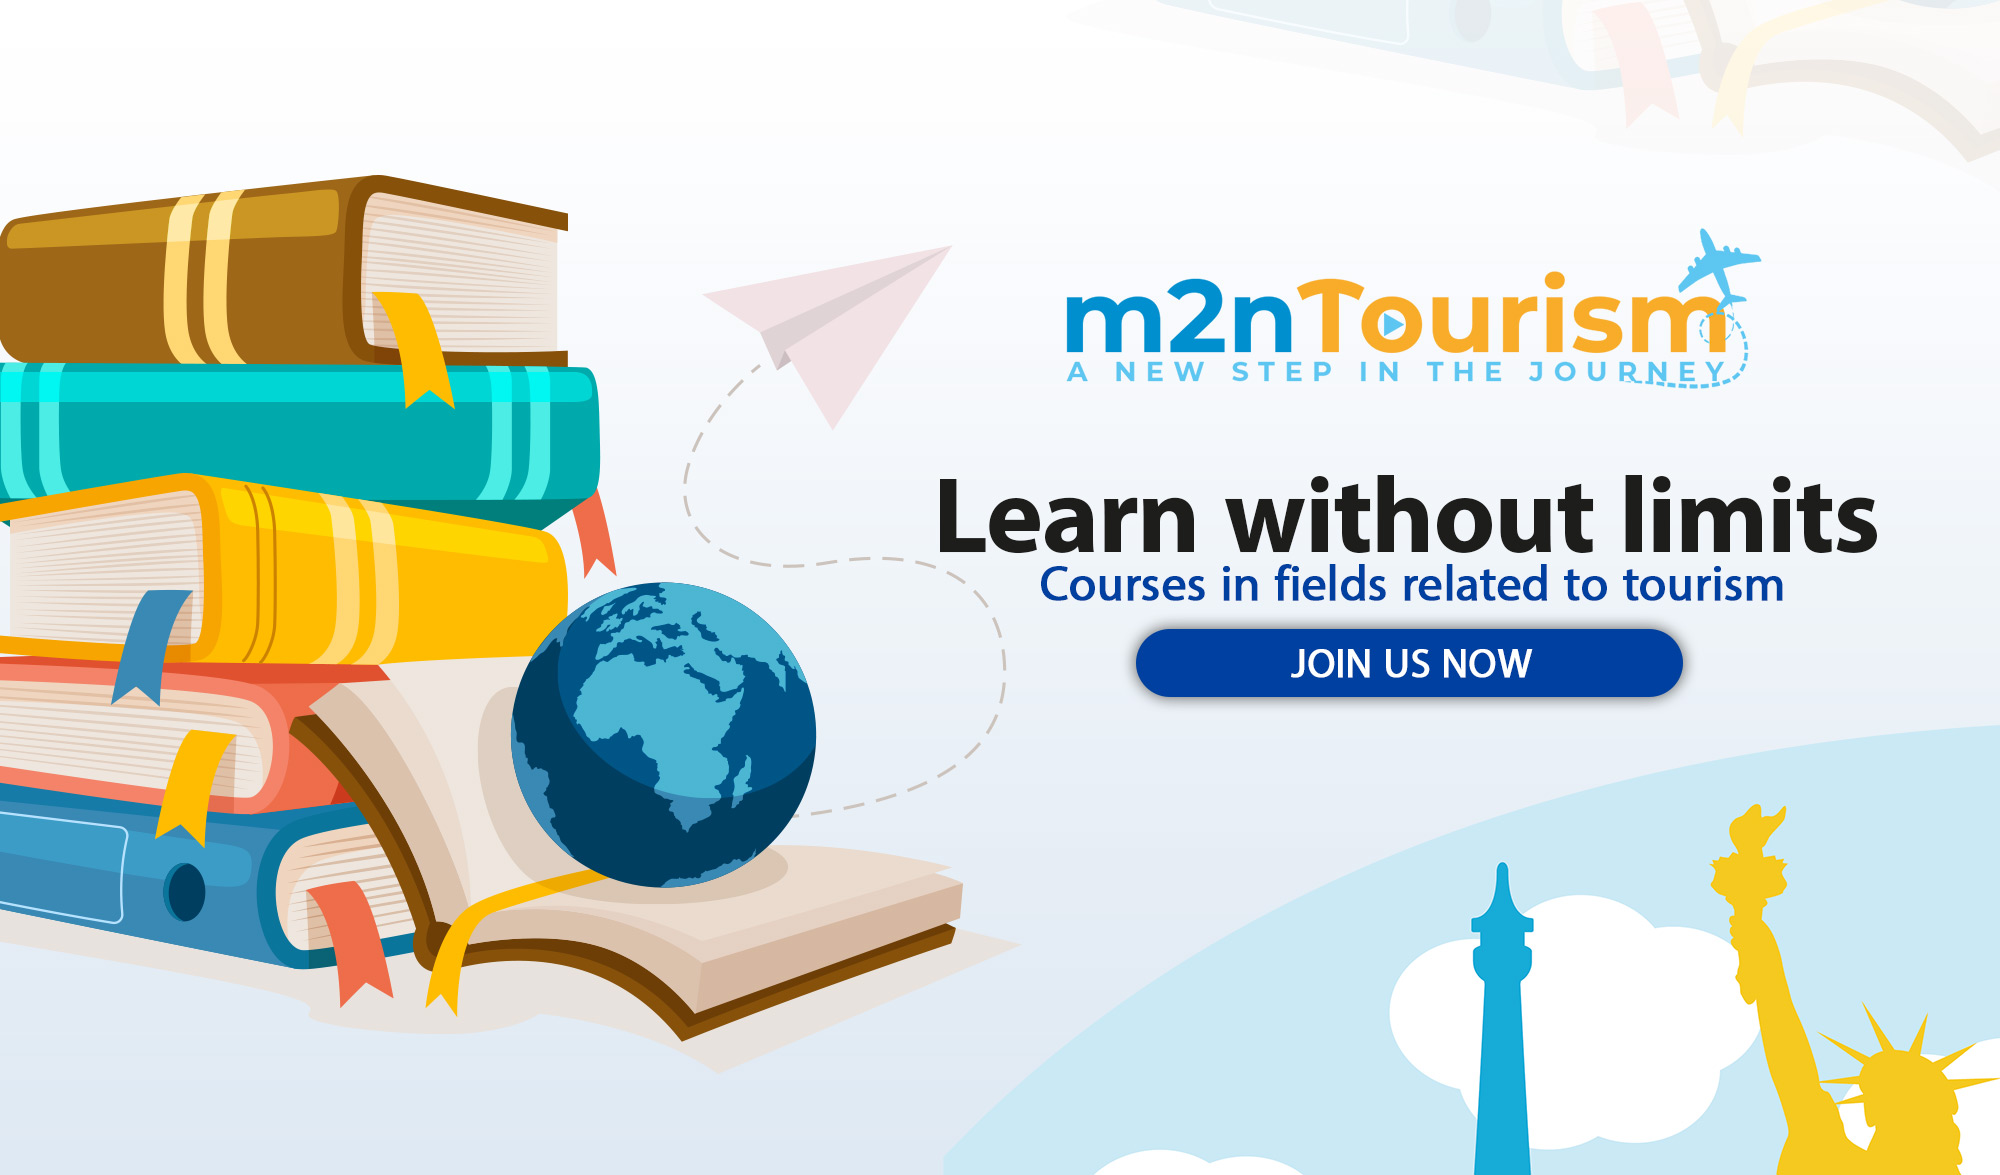 m2nTourism
A NEW STEP IN THE JOURNEY
Learn without limits
Courses in fields related to tourism
JOIN US NOW